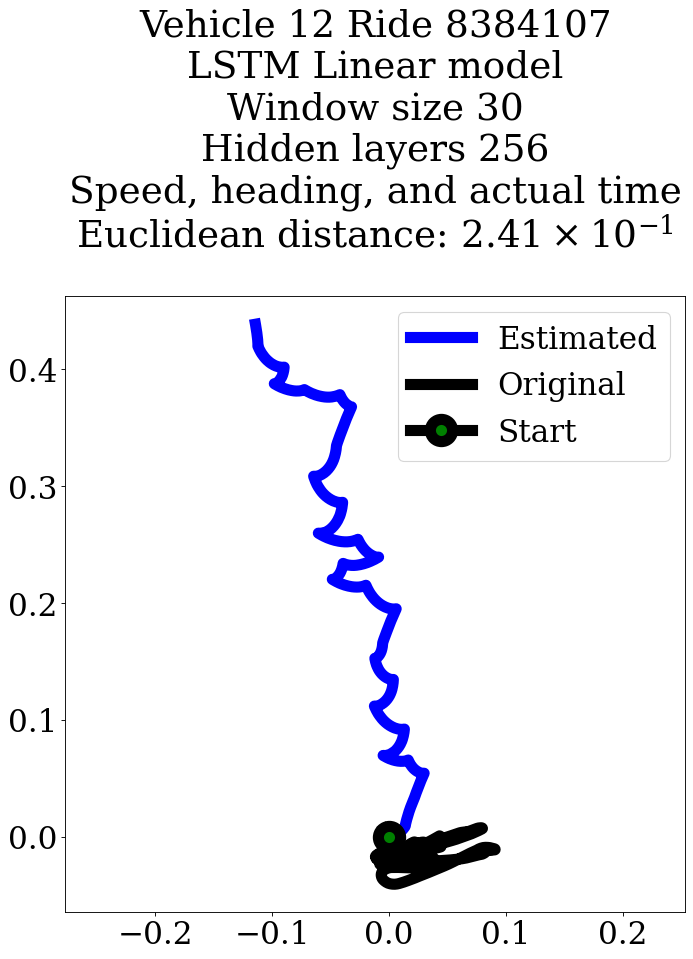 Vehicle 12 Ride 8384107
LSTM Linear model
Window size 30
Hidden layers 256
Speed, heading, and actual time
Euclidean distance: 2.41 × 10⁻¹
Estimated
Original
Start
0.4
0.3
0.2
0.1
0.0
−0.2 −0.1 0.0 0.1 0.2